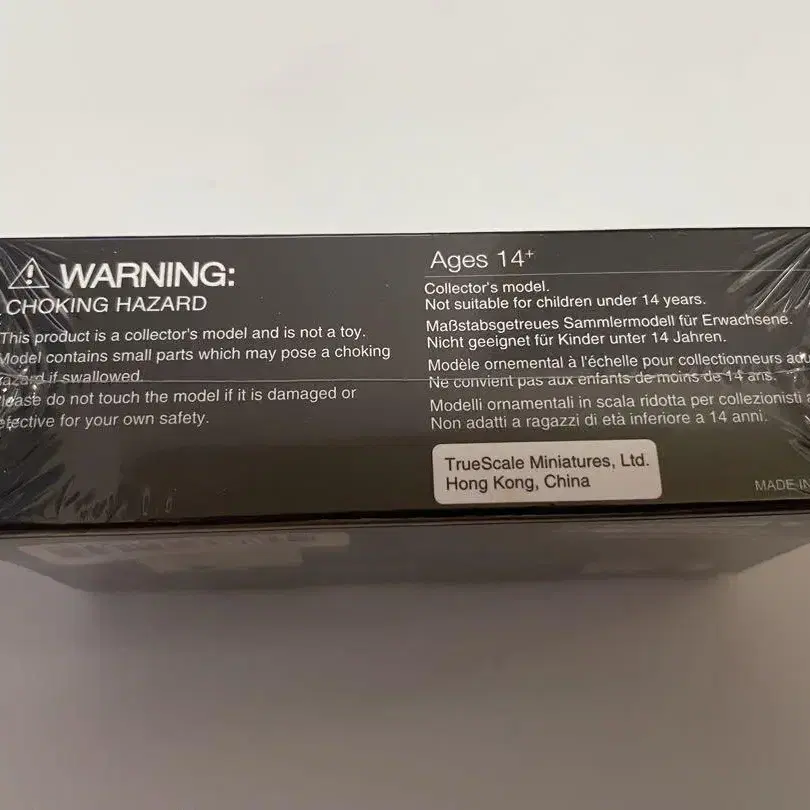 WARNING:
CHOKING HAZARD
This product is a collector's model and is not a toy.
Model contains small parts which may pose a choking
hazard if swallowed.
Please do not touch the model if it is damaged or
defective for your own safety.
Ages 14+
Collector's model.
Not suitable for children under 14 years.
Maßstabsgetreues Sammlermodell für Erwachsene.
Nicht geeignet für Kinder unter 14 Jahren.
Modèle ornemental à l'échelle pour collectionneurs
Ne convient pas aux enfants de moins de 14 ans.
Modelli ornamentali in scala ridotta per collezionisti
Non adatti a ragazzi di età inferiore a 14 anni.
TrueScale Miniatures, Ltd.
Hong Kong, China
MADE IN